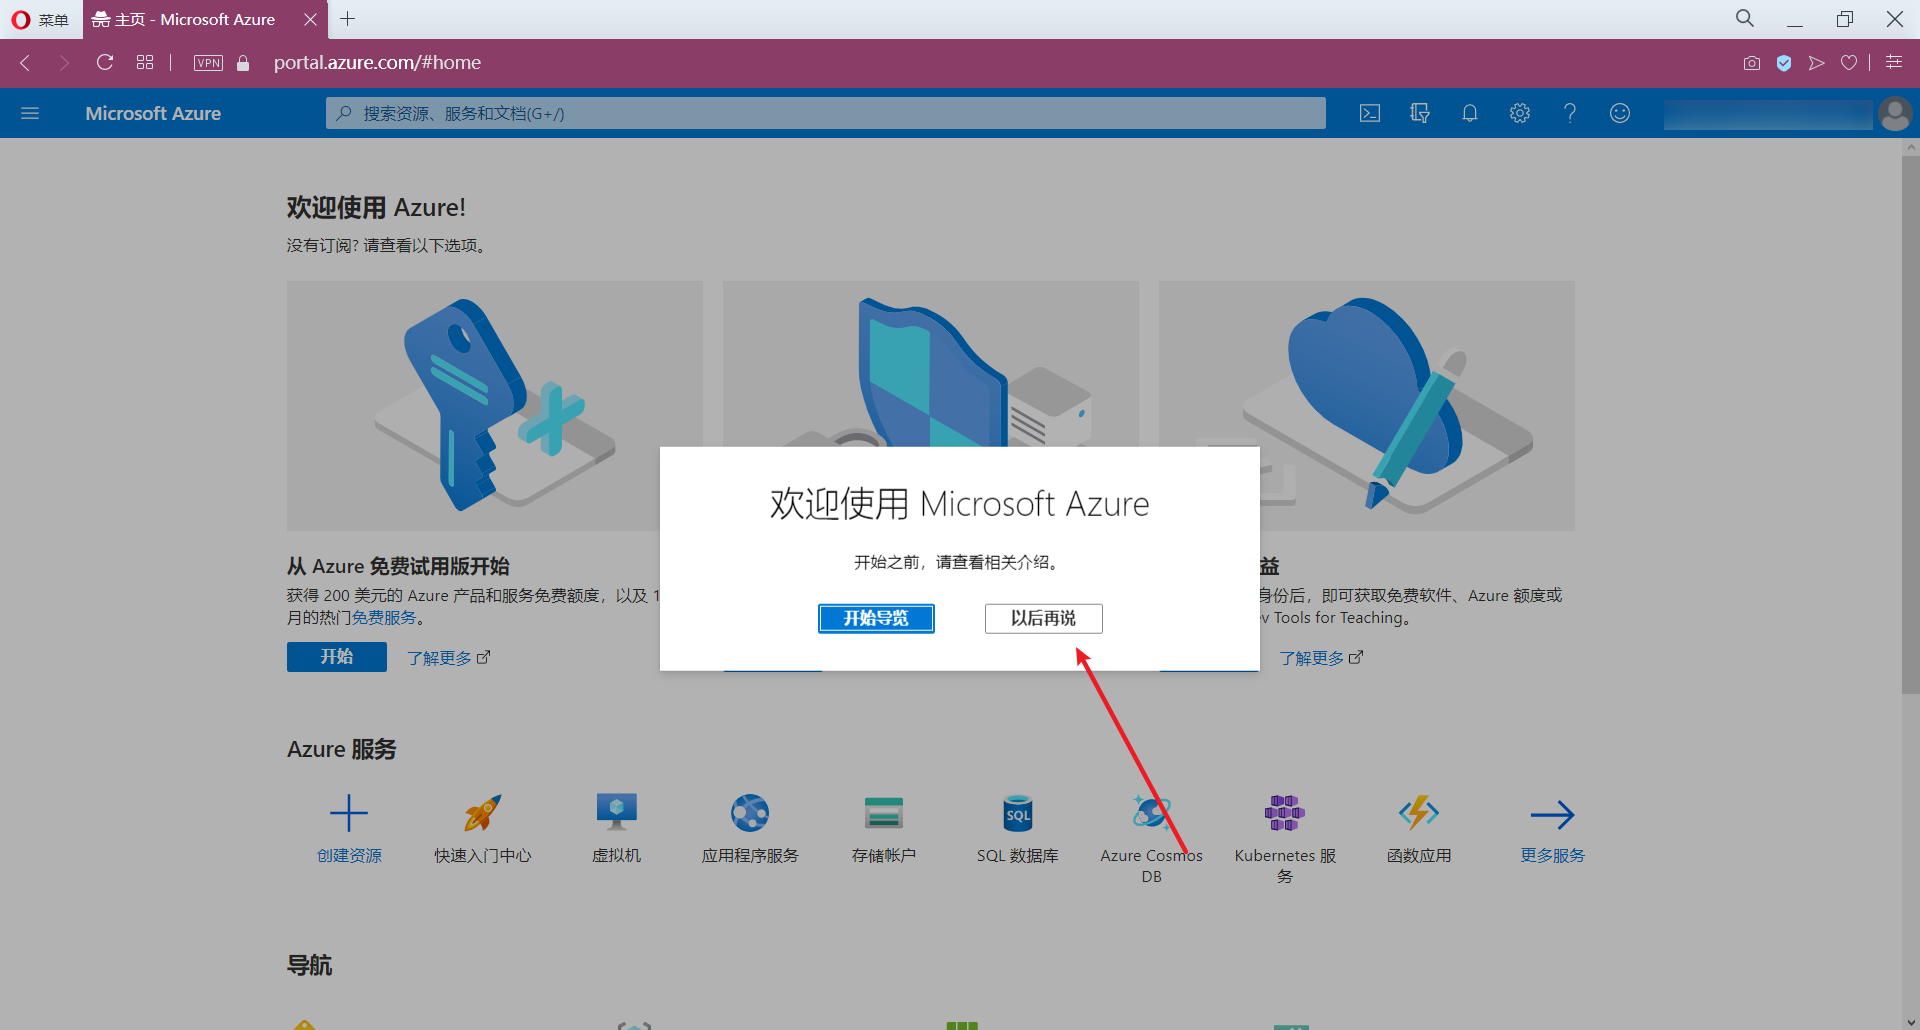 菜单
主页 - Microsoft Azure
VPN
portal.azure.com/#home
Microsoft Azure
搜索资源、服务和文档(G+/)
欢迎使用 Azure!
没有订阅? 请查看以下选项。
欢迎使用 Microsoft Azure
开始之前，请查看相关介绍。
开始导览
以后再说
从 Azure 免费试用版开始
获得 200 美元的 Azure 产品和服务免费额度，以及 1
月的热门免费服务。
开始
了解更多
益
身份后，即可获取免费软件、Azure 额度或
v Tools for Teaching。
了解更多
Azure 服务
创建资源
快速入门中心
虚拟机
应用程序服务
存储帐户
SQL
SQL 数据库
Azure Cosmos
DB
Kubernetes 服
务
函数应用
更多服务
导航